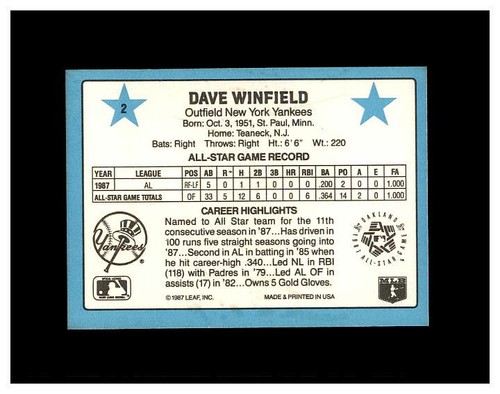 2
DAVE WINFIELD
Outfield New York Yankees
Born: Oct. 3, 1951, St. Paul, Minn.
Home: Teaneck, N.J.
Bats: Right Throws: Right Ht.: 6'6" Wt.: 220
ALL-STAR GAME RECORD
YEAR LEAGUE POS AB R H 2B 3B HR RBI BA PO A E FA
1987 AL RF-LF 5 0 1 1 0 0 0 .200 2 0 0 1.000
ALL-STAR GAME TOTALS OF 33 5 12 6 0 0 5 .364 14 2 0 1.000
CAREER HIGHLIGHTS
Named to All Star team for the 11th
consecutive season in '87...Has driven in
100 runs five straight seasons going into
'87...Second in AL in batting in '85 when
he hit career-high .340...Led NL in RBI
(118) with Padres in '79...Led AL OF in
assists (17) in '82...Owns 5 Gold Gloves.
Yankees
OAKLAND
ALL-STAR GAME
© 1987 LEAF, INC. MADE & PRINTED IN USA